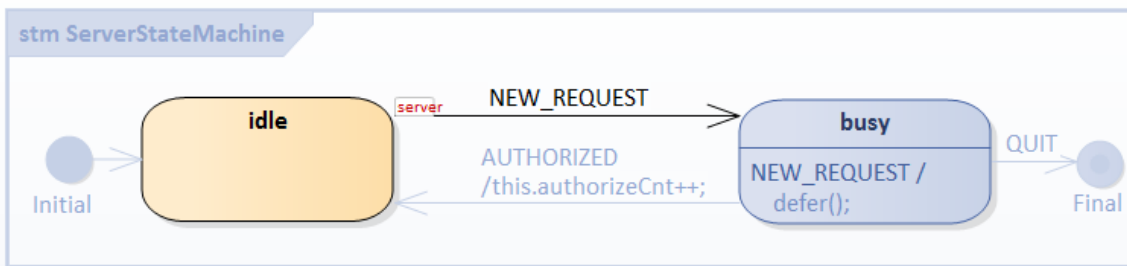 stm ServerStateMachine
idle
server
NEW_REQUEST
busy
AUTHORIZED
/this.authorizeCnt++;
NEW_REQUEST /
defer();
QUIT
Initial
Final